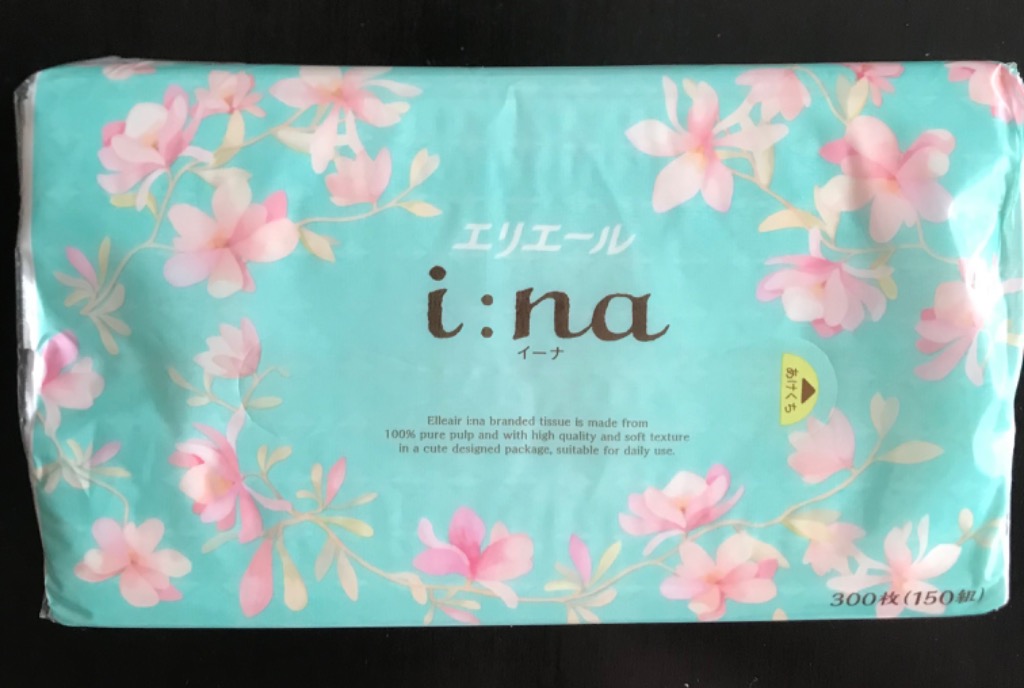 エリエール
i:na
イーナ
あけくち
Elleair i:na branded tissue is made from
100% pure pulp and with high quality and soft texture
in a cute designed package, suitable for daily use.
300枚(150組)